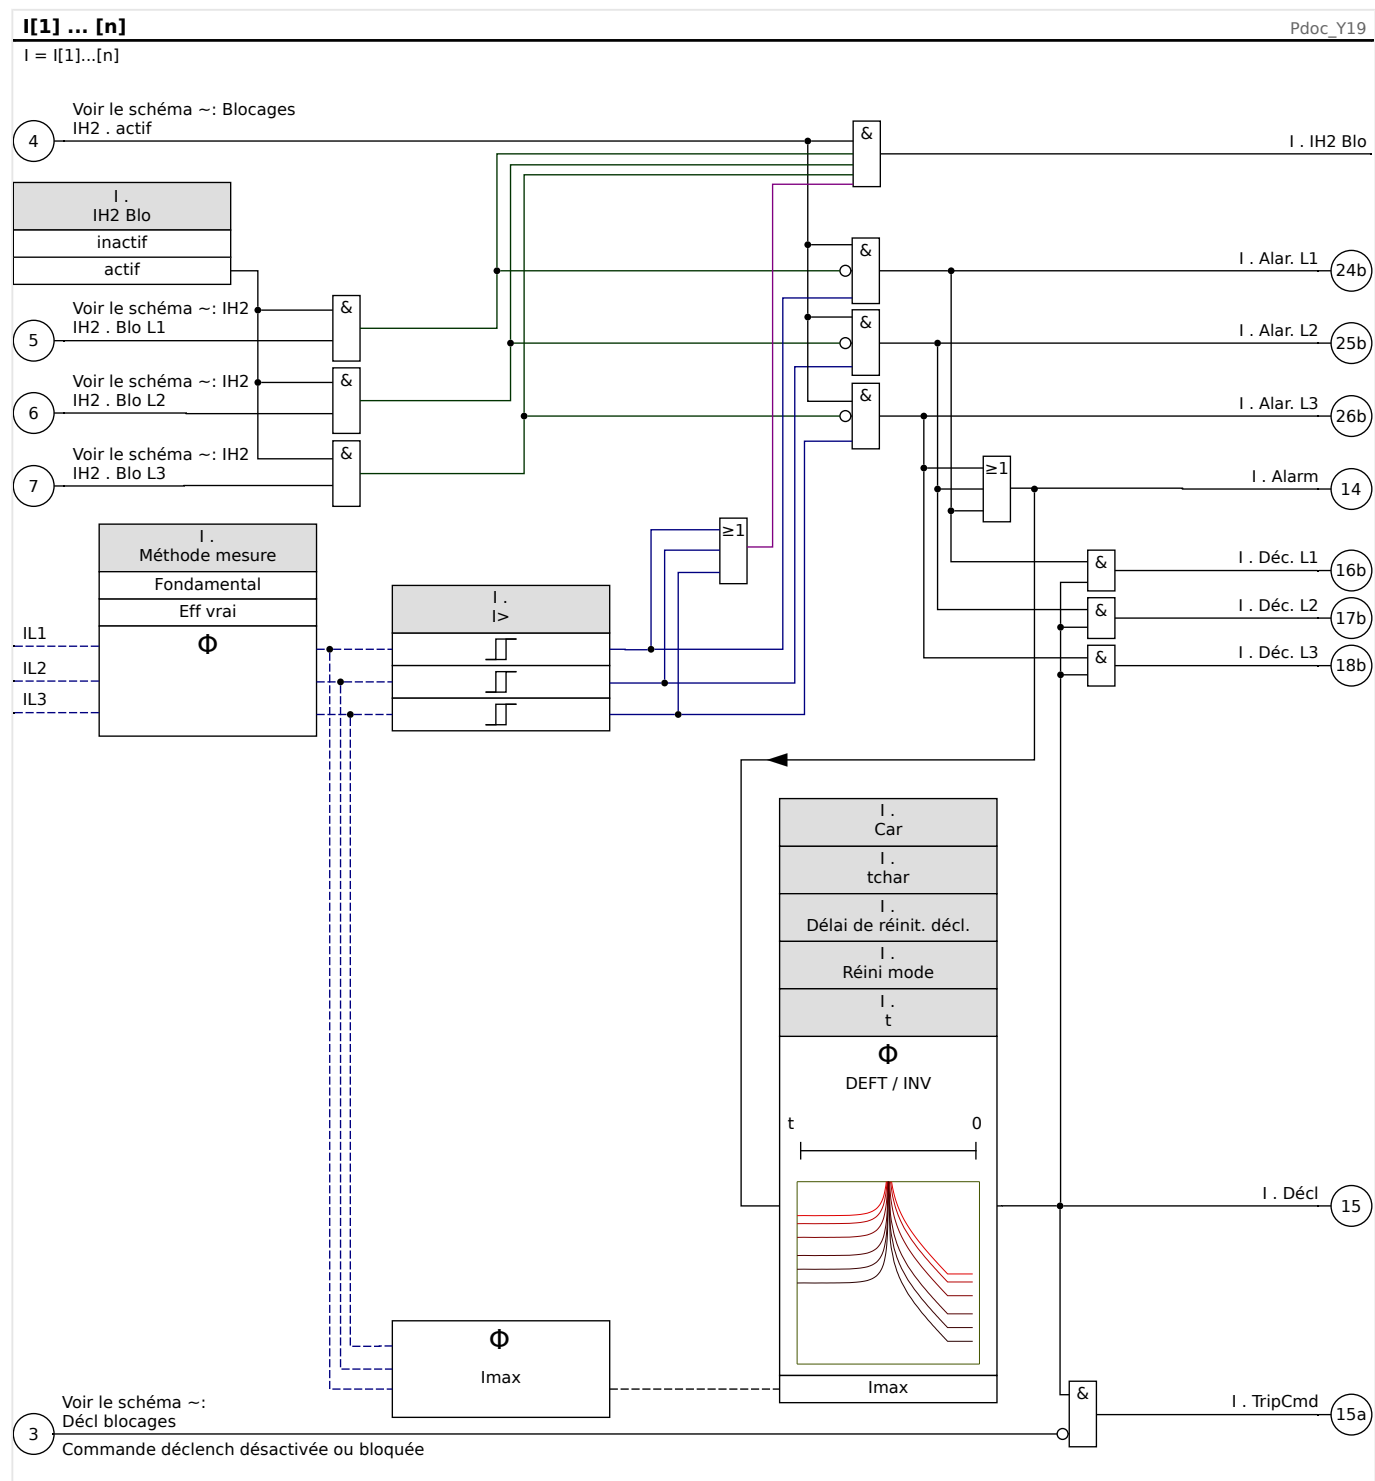 I[1] ... [n]
Pdoc_Y19
I = I[1]...[n]
Voir le schéma ~: Blocages
IH2 . actif
4
&
I . IH2 Blo
I .
IH2 Blo
inactif
actif
&
I . Alar. L1
24b
Voir le schéma ~: IH2
IH2 . Blo L1
5
&
&
I . Alar. L2
25b
Voir le schéma ~: IH2
IH2 . Blo L2
6
&
&
I . Alar. L3
26b
Voir le schéma ~: IH2
IH2 . Blo L3
7
&
≥1
I . Alarm
14
I .
Méthode mesure
Fondamental
Eff vrai
Φ
IL1
IL2
IL3
≥1
I .
I>
&
I . Déc. L1
16b
&
I . Déc. L2
17b
&
I . Déc. L3
18b
I .
Car
I .
tchar
I .
Délai de réinit. décl.
I .
Réini mode
I .
t
Φ
DEFT / INV
t
0
I . Décl
15
Φ
Imax
Imax
&
I . TripCmd
15a
Voir le schéma ~:
Décl blocages
3
Commande déclench désactivée ou bloquée